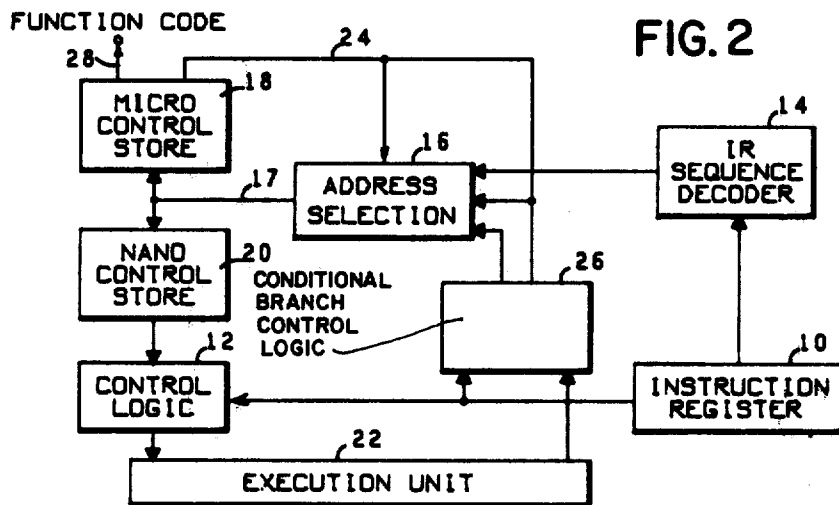 FUNCTION CODE
28
24
FIG. 2
18
MICRO
CONTROL
STORE
16
ADDRESS
SELECTION
14
IR
SEQUENCE
DECODER
17
20
NANO
CONTROL
STORE
CONDITIONAL
BRANCH
CONTROL
LOGIC
26
12
CONTROL
LOGIC
10
INSTRUCTION
REGISTER
22
EXECUTION UNIT